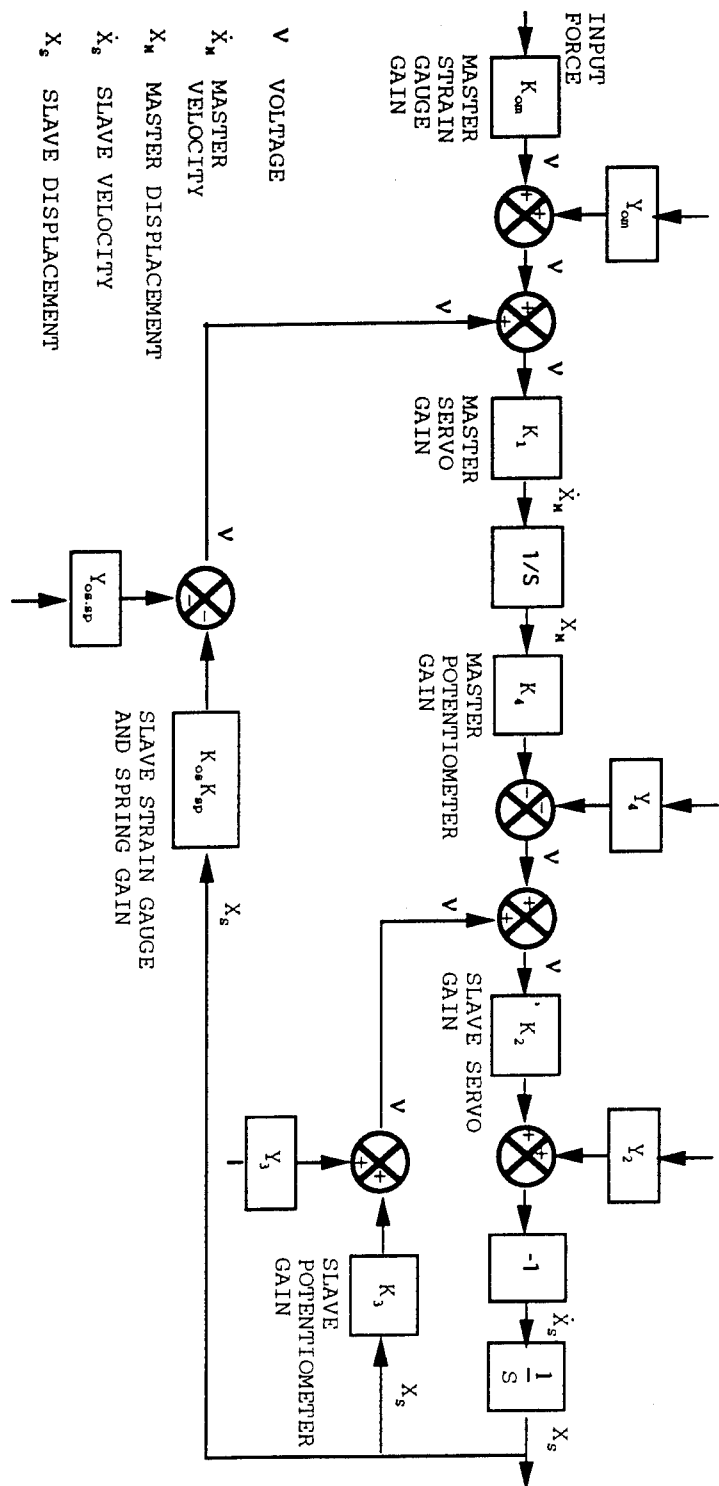 INPUT
FORCE
K_om
MASTER
STRAIN
GAUGE
GAIN
V
+
+
Y_om
V
+
+
V
K_1
MASTER
SERVO
GAIN
Ẋ_M
1/S
X_M
K_4
MASTER
POTENTIOMETER
GAIN
-
-
Y_4
V
+
+
V
K_2
SLAVE SERVO
GAIN
+
+
Y_2
-1
Ẋ_S
1
S
X_S
V
V
V
V
Y_os.sp
-
-
K_os K_sp
SLAVE STRAIN GAUGE
AND SPRING GAIN
X_S
Y_3
+
+
K_3
SLAVE
POTENTIOMETER
GAIN
X_S
V VOLTAGE
Ẋ_M MASTER
VELOCITY
X_M MASTER DISPLACEMENT
Ẋ_S SLAVE VELOCITY
X_S SLAVE DISPLACEMENT